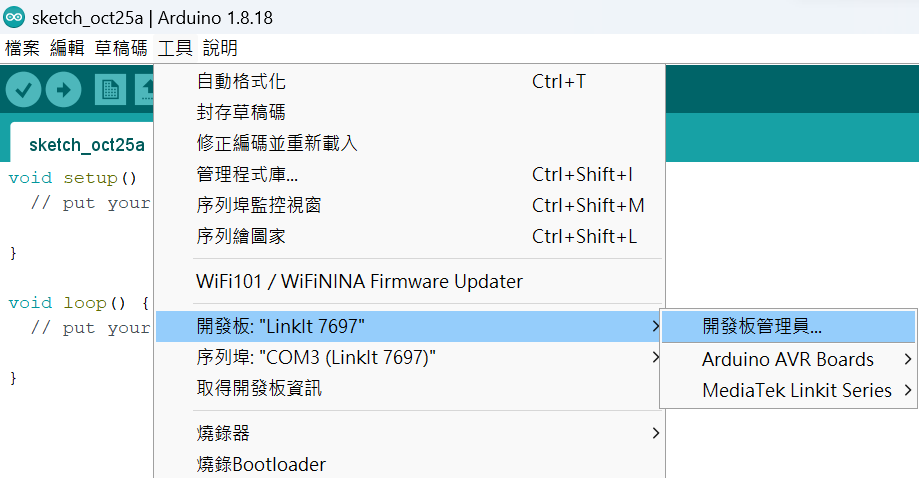 sketch_oct25a | Arduino 1.8.18
檔案 編輯 草稿碼 工具 說明
sketch_oct25a
void setup()
// put your
}
void loop() {
// put your
}
自動格式化 Ctrl+T
封存草稿碼
修正編碼並重新載入
管理程式庫... Ctrl+Shift+I
序列埠監控視窗 Ctrl+Shift+M
序列繪圖家 Ctrl+Shift+L
WiFi101 / WiFiNINA Firmware Updater
開發板: "LinkIt 7697"
序列埠: "COM3 (LinkIt 7697)"
取得開發板資訊
燒錄器
燒錄Bootloader
開發板管理員...
Arduino AVR Boards
MediaTek Linkit Series